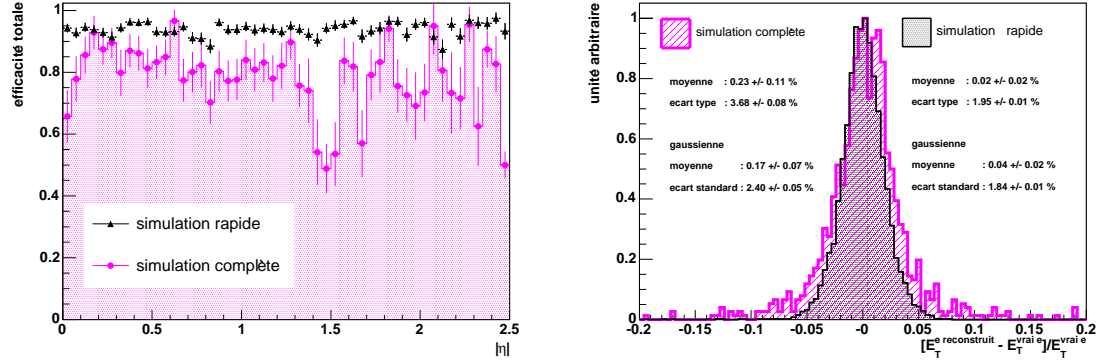 efficacité totale
1
0.8
0.6
0.4
0.2
0
simulation rapide
simulation complète
0 0.5 1 1.5 2 2.5
|η|
unité arbitraire
1
0.8
0.6
0.4
0.2
0
simulation complète
moyenne : 0.23 +/- 0.11 %
ecart type : 3.68 +/- 0.08 %
gaussienne
moyenne : 0.17 +/- 0.07 %
ecart standard : 2.40 +/- 0.05 %
simulation rapide
moyenne : 0.02 +/- 0.02 %
ecart type : 1.95 +/- 0.01 %
gaussienne
moyenne : 0.04 +/- 0.02 %
ecart standard : 1.84 +/- 0.01 %
-0.2 -0.15 -0.1 -0.05 -0 0.05 0.1 0.15 0.2
[E_T^{e reconstruit} - E_T^{vrai e}]/E_T^{vrai e}